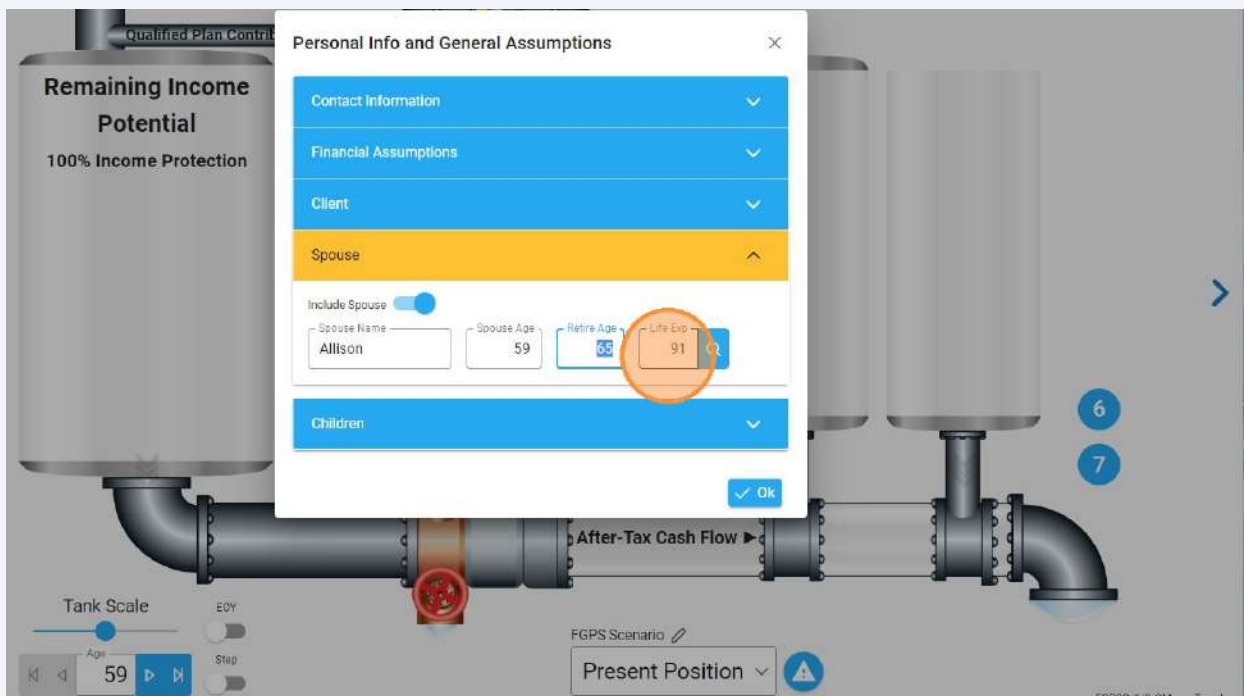 Qualified Plan Contrib
Remaining Income
Potential
100% Income Protection
Personal Info and General Assumptions
Contact Information
Financial Assumptions
Client
Spouse
Include Spouse
Spouse Name
Allison
Spouse Age
59
Retire Age
65
Life Exp
91
Children
Ok
6
7
After-Tax Cash Flow
Tank Scale
EOY
Age
59
Step
FGPS Scenario
Present Position